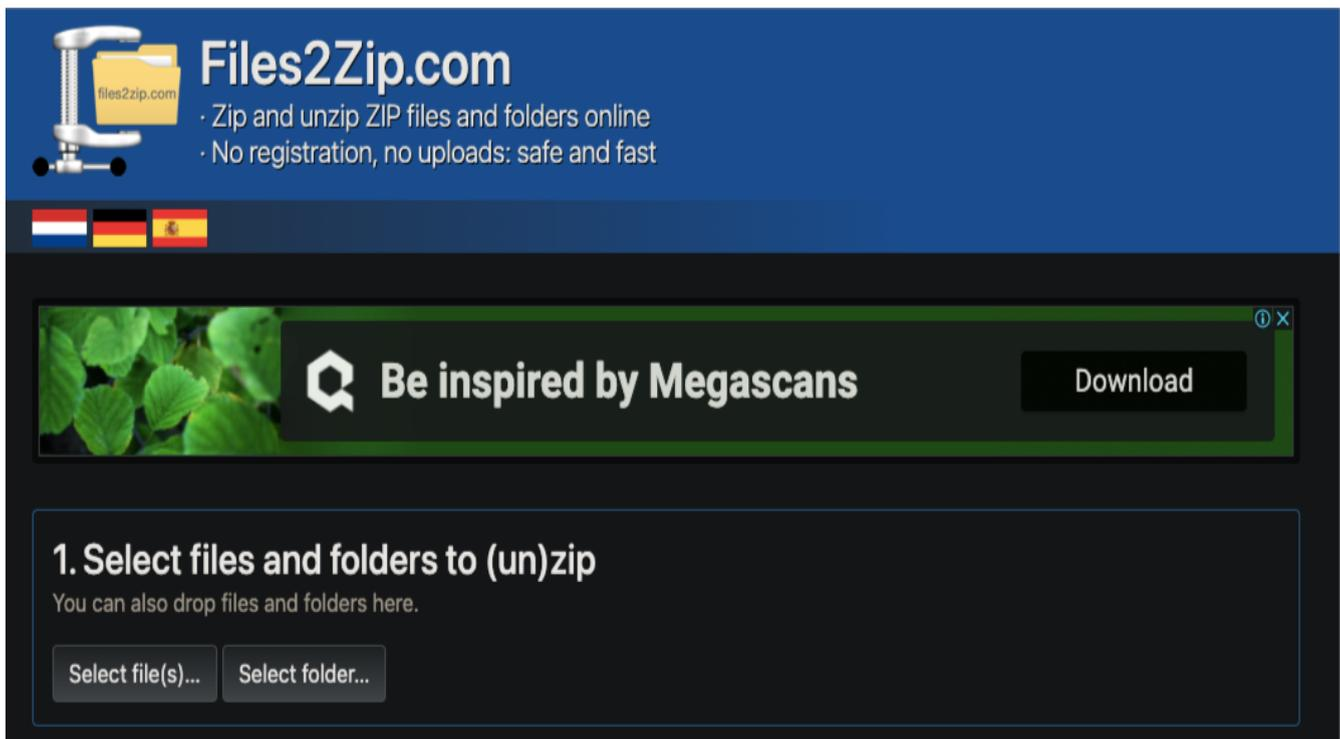 files2zip.com
Files2Zip.com
· Zip and unzip ZIP files and folders online
· No registration, no uploads: safe and fast
Be inspired by Megascans
Download
1. Select files and folders to (un)zip
You can also drop files and folders here.
Select file(s)...
Select folder...